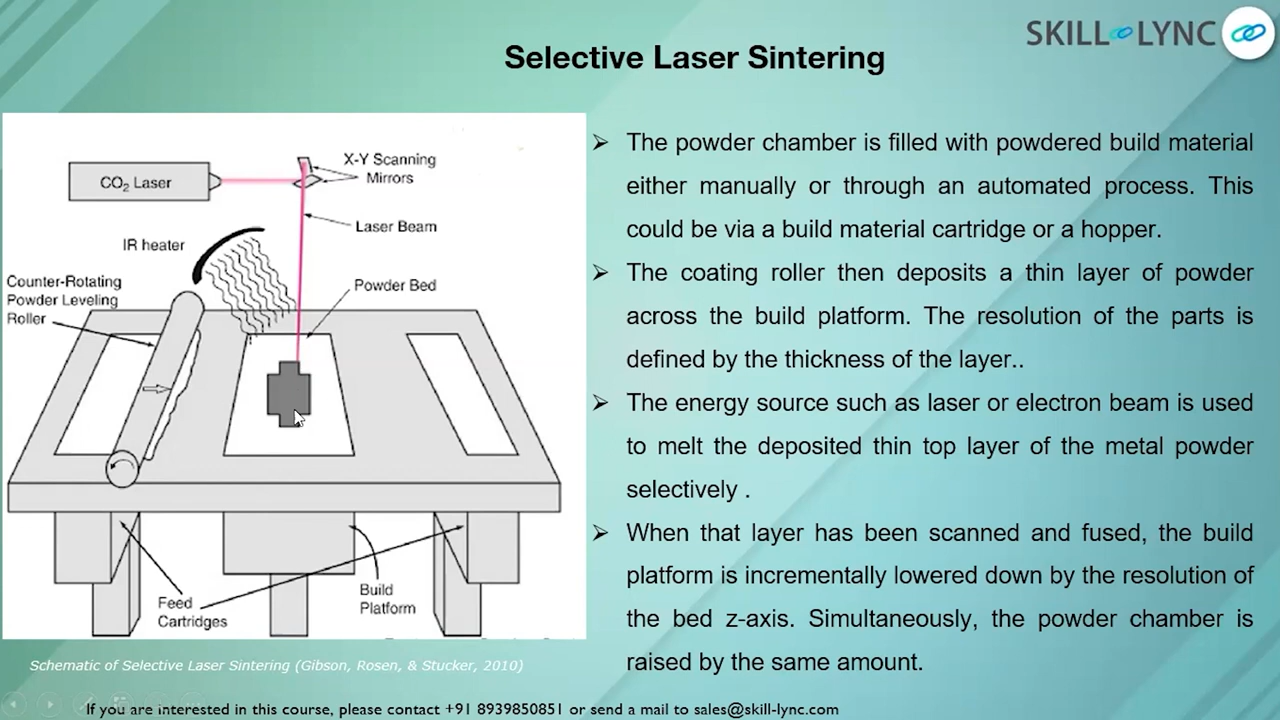 SKILL LYNC
Selective Laser Sintering
CO2 Laser
X-Y Scanning
Mirrors
Laser Beam
IR heater
Counter-Rotating
Powder Leveling
Roller
Powder Bed
Feed
Cartridges
Build
Platform
Schematic of Selective Laser Sintering (Gibson, Rosen, & Stucker, 2010)
➢ The powder chamber is filled with powdered build material
either manually or through an automated process. This
could be via a build material cartridge or a hopper.
➢ The coating roller then deposits a thin layer of powder
across the build platform. The resolution of the parts is
defined by the thickness of the layer..
➢ The energy source such as laser or electron beam is used
to melt the deposited thin top layer of the metal powder
selectively .
➢ When that layer has been scanned and fused, the build
platform is incrementally lowered down by the resolution of
the bed z-axis. Simultaneously, the powder chamber is
raised by the same amount.
If you are interested in this course, please contact +91 8939850851 or send a mail to sales@skill-lync.com